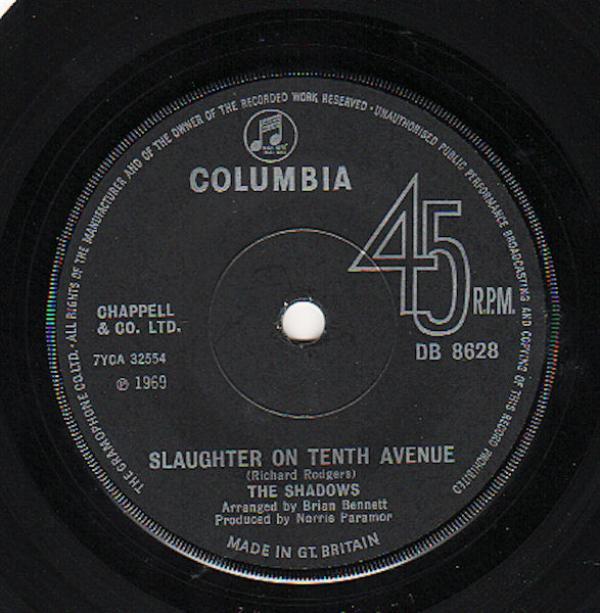 THE GRAMOPHONE CO. LTD. · ALL RIGHTS OF THE MANUFACTURER AND OF THE OWNER OF THE RECORDED WORK RESERVED · UNAUTHORISED PUBLIC PERFORMANCE BROADCASTING AND COPYING OF THIS RECORD PROHIBITED
COLUMBIA
45
R.P.M.
CHAPPELL
& CO. LTD.
DB 8628
7YCA 32554
℗ 1969
SLAUGHTER ON TENTH AVENUE
(Richard Rodgers)
THE SHADOWS
Arranged by Brian Bennett
Produced by Norrie Paramor
MADE IN GT. BRITAIN